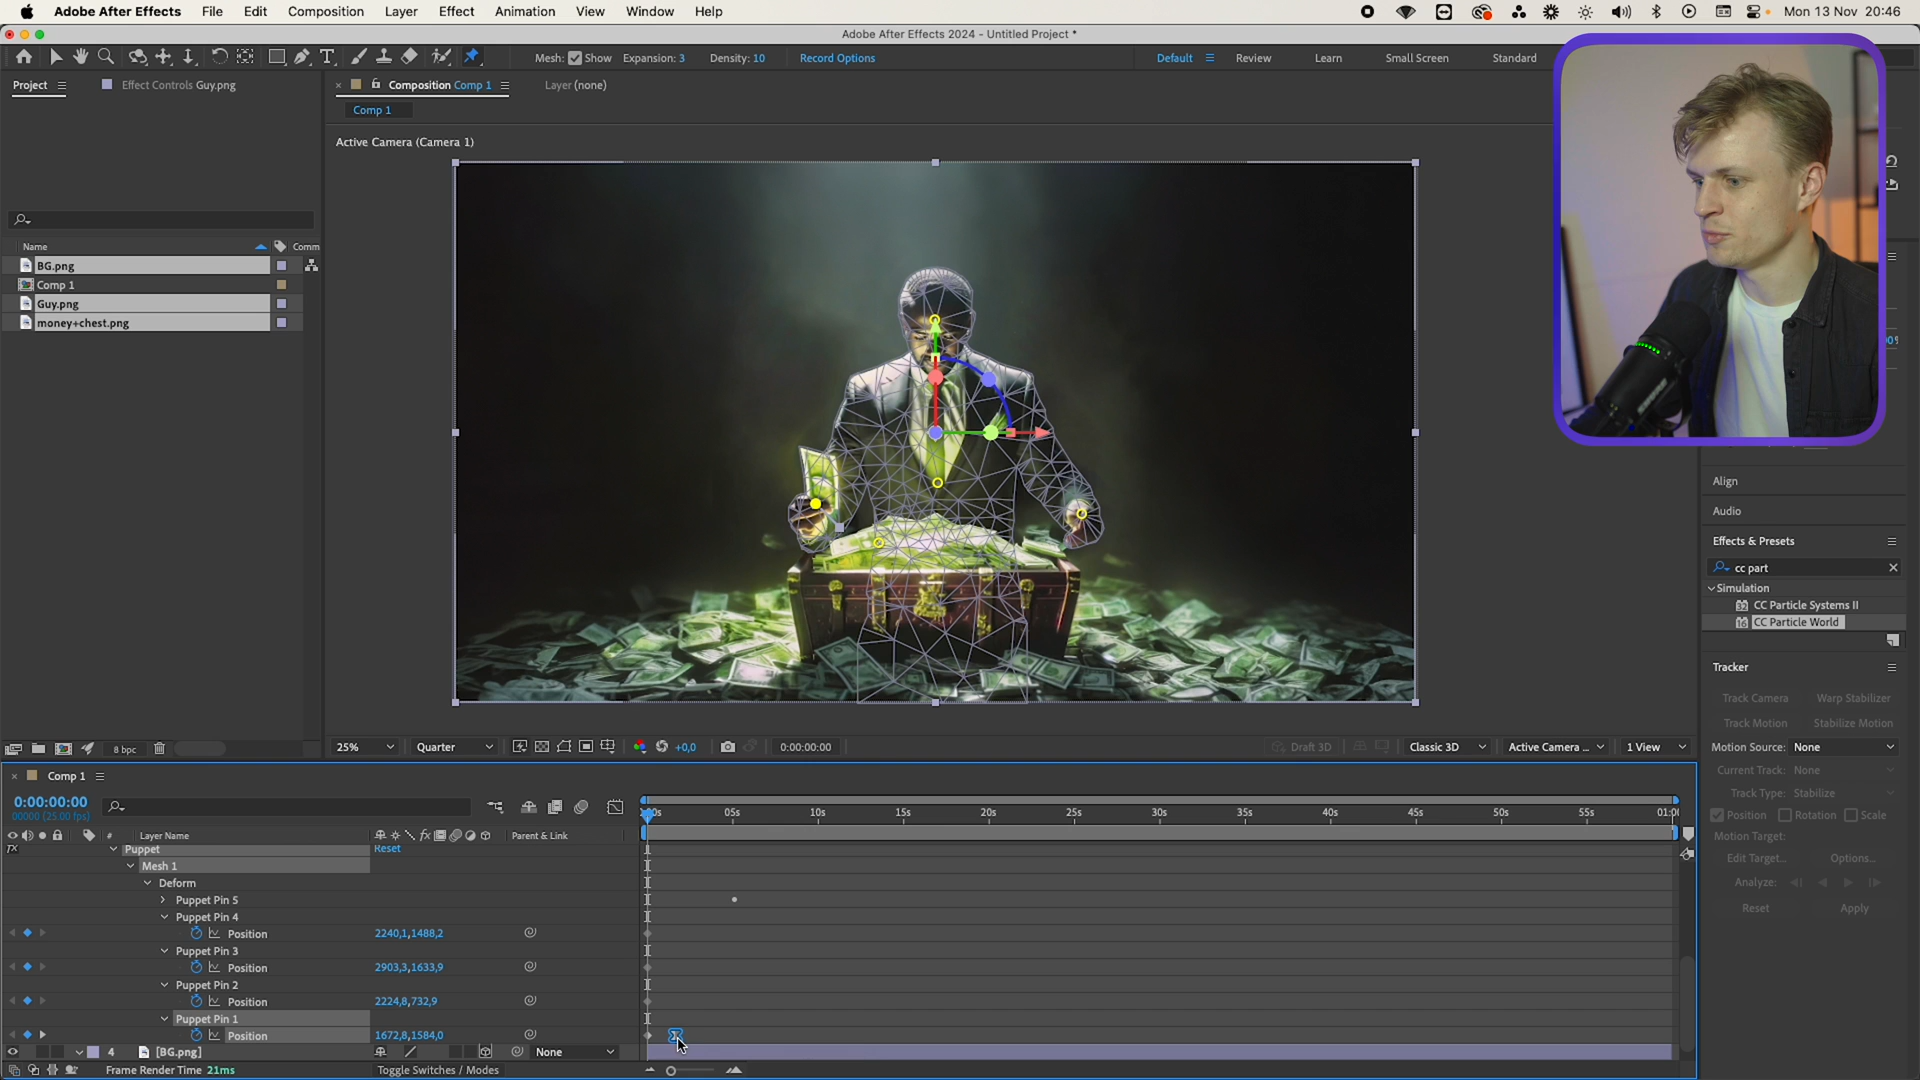 Adobe After Effects File Edit Composition Layer Effect Animation View Window Help Mon 13 Nov 20:46
Adobe After Effects 2024 - Untitled Project *
Mesh: Show Expansion: 3 Density: 10 Record Options Default Review Learn Small Screen Standard
Project Effect Controls Guy.png Composition Comp 1 Layer (none)
Comp 1
Active Camera (Camera 1)
Name Comm
BG.png
Comp 1
Guy.png
money+chest.png
Align
Audio
Effects & Presets
cc part
Simulation
CC Particle Systems II
CC Particle World
Tracker
Track Camera Warp Stabilizer
Track Motion Stabilize Motion
Motion Source: None
Current Track: None
Track Type: Stabilize
Position Rotation Scale
Motion Target:
Edit Target... Options...
Analyze:
Reset Apply
8 bpc 25% Quarter +0,0 0:00:00:00 Draft 3D Classic 3D Active Camera ... 1 View
Comp 1
0:00:00:00
00000 (25.00 fps)
05s 10s 15s 20s 25s 30s 35s 40s 45s 50s 55s
# Layer Name Parent & Link
Puppet Reset
Mesh 1
Deform
Puppet Pin 5
Puppet Pin 4
Position 2240,1,1488,2
Puppet Pin 3
Position 2903,3,1633,9
Puppet Pin 2
Position 2224,8,732,9
Puppet Pin 1
Position 1672,8,1584,0
4 [BG.png] None
Frame Render Time 21ms Toggle Switches / Modes